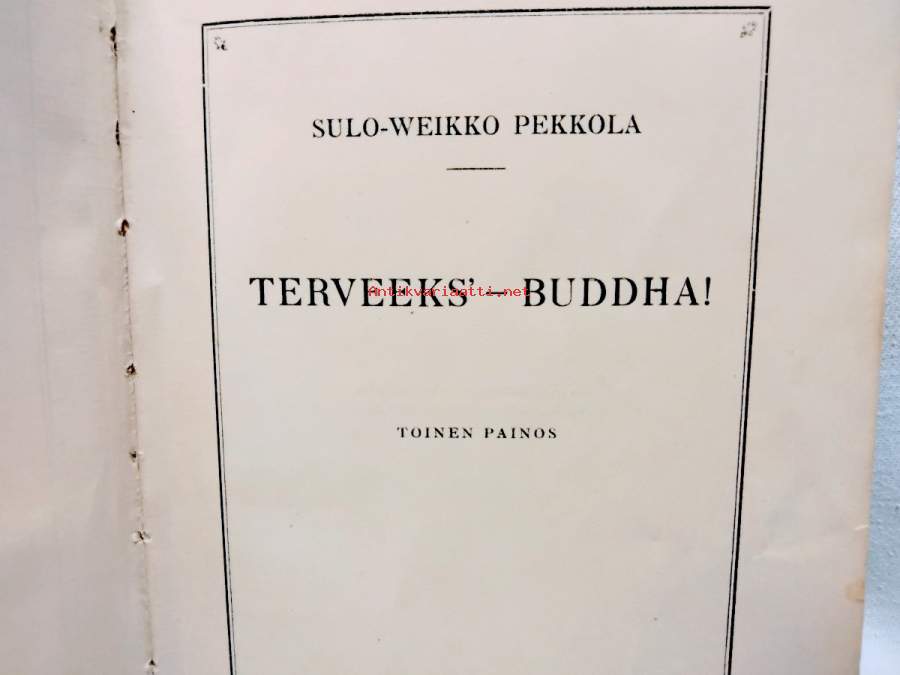 SULO-WEIKKO PEKKOLA
TERVEEKS' — BUDDHA!
Antikvariaatti.net
TOINEN PAINOS